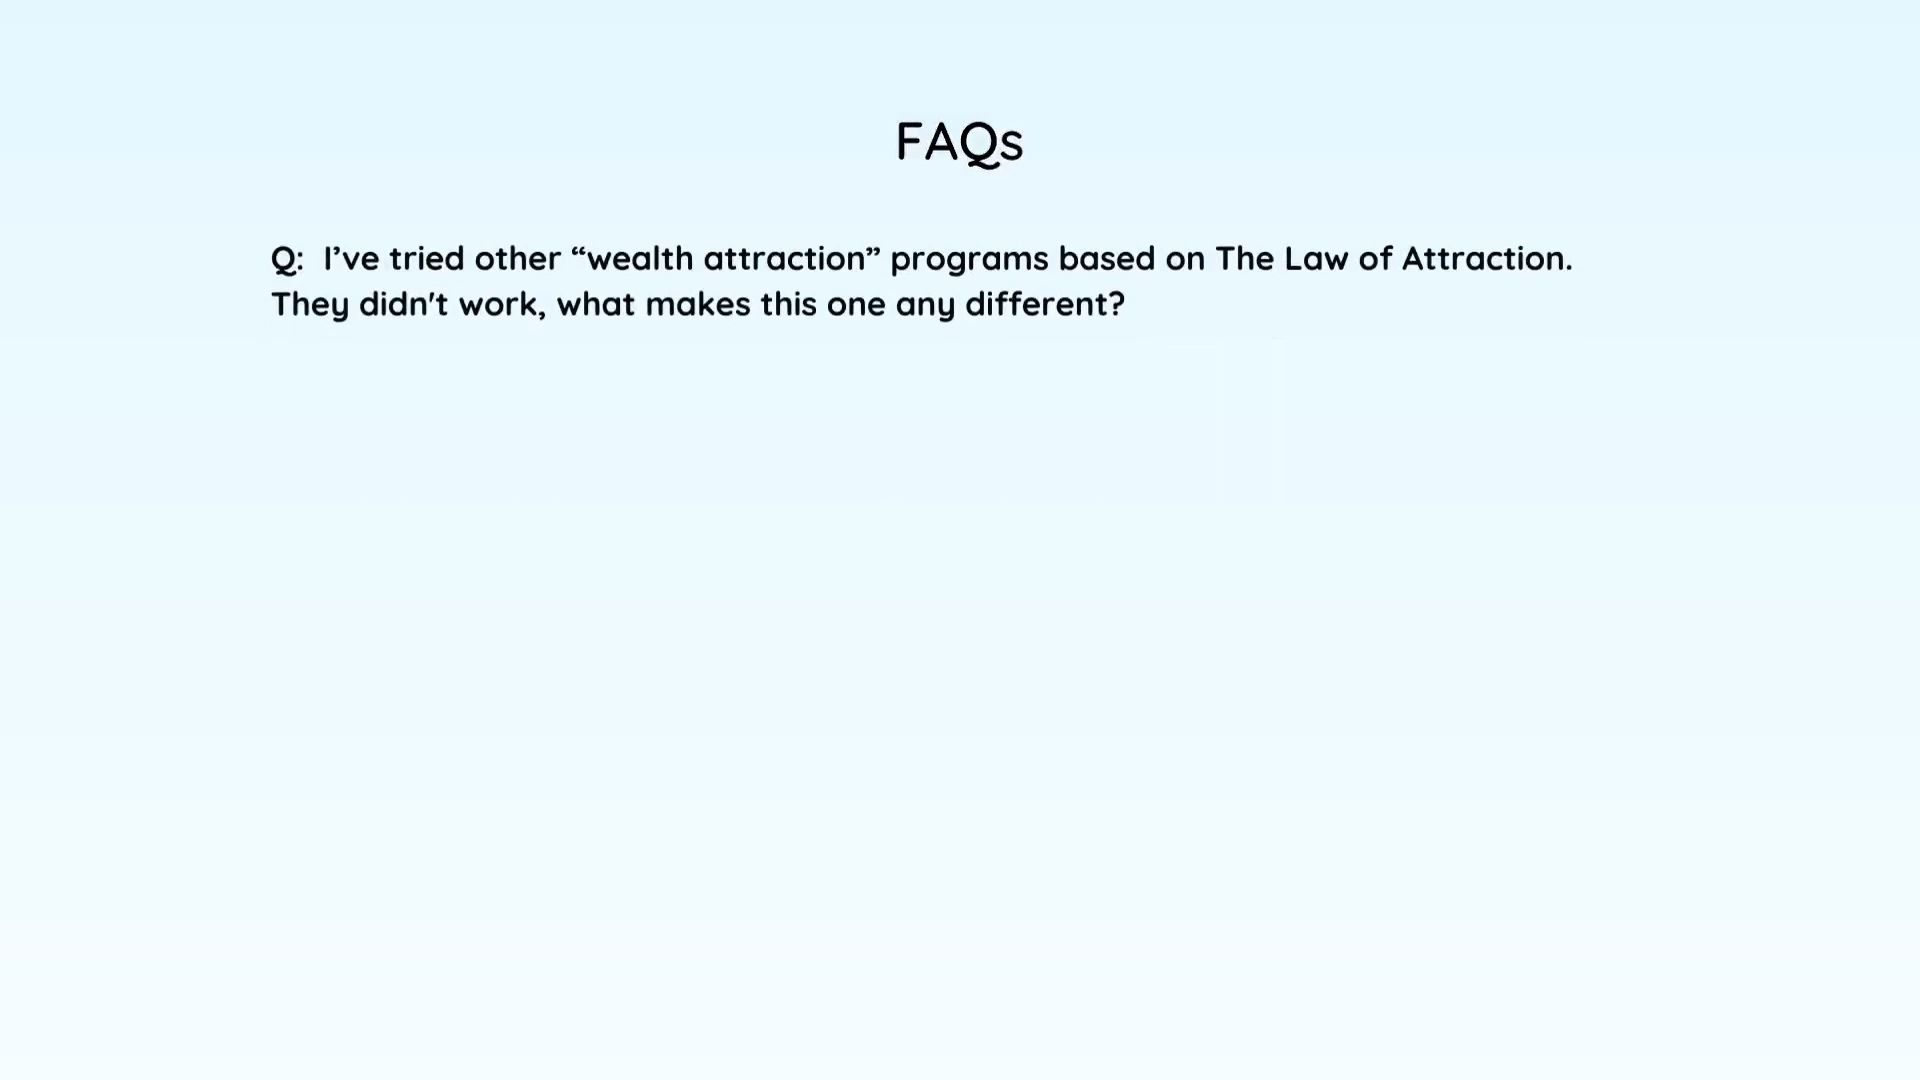 FAQs
Q:  I’ve tried other “wealth attraction” programs based on The Law of Attraction.
They didn't work, what makes this one any different?